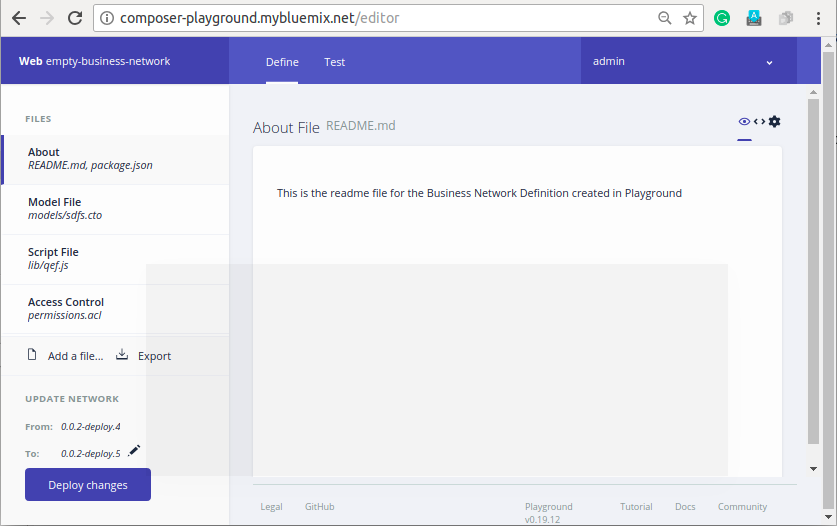 composer-playground.mybluemix.net/editor
Web empty-business-network
Define
Test
admin
FILES
About
README.md, package.json
Model File
models/sdfs.cto
Script File
lib/qef.js
Access Control
permissions.acl
Add a file...
Export
UPDATE NETWORK
From: 0.0.2-deploy.4
To: 0.0.2-deploy.5
Deploy changes
About File README.md
This is the readme file for the Business Network Definition created in Playground
Legal
GitHub
Playground
v0.19.12
Tutorial
Docs
Community